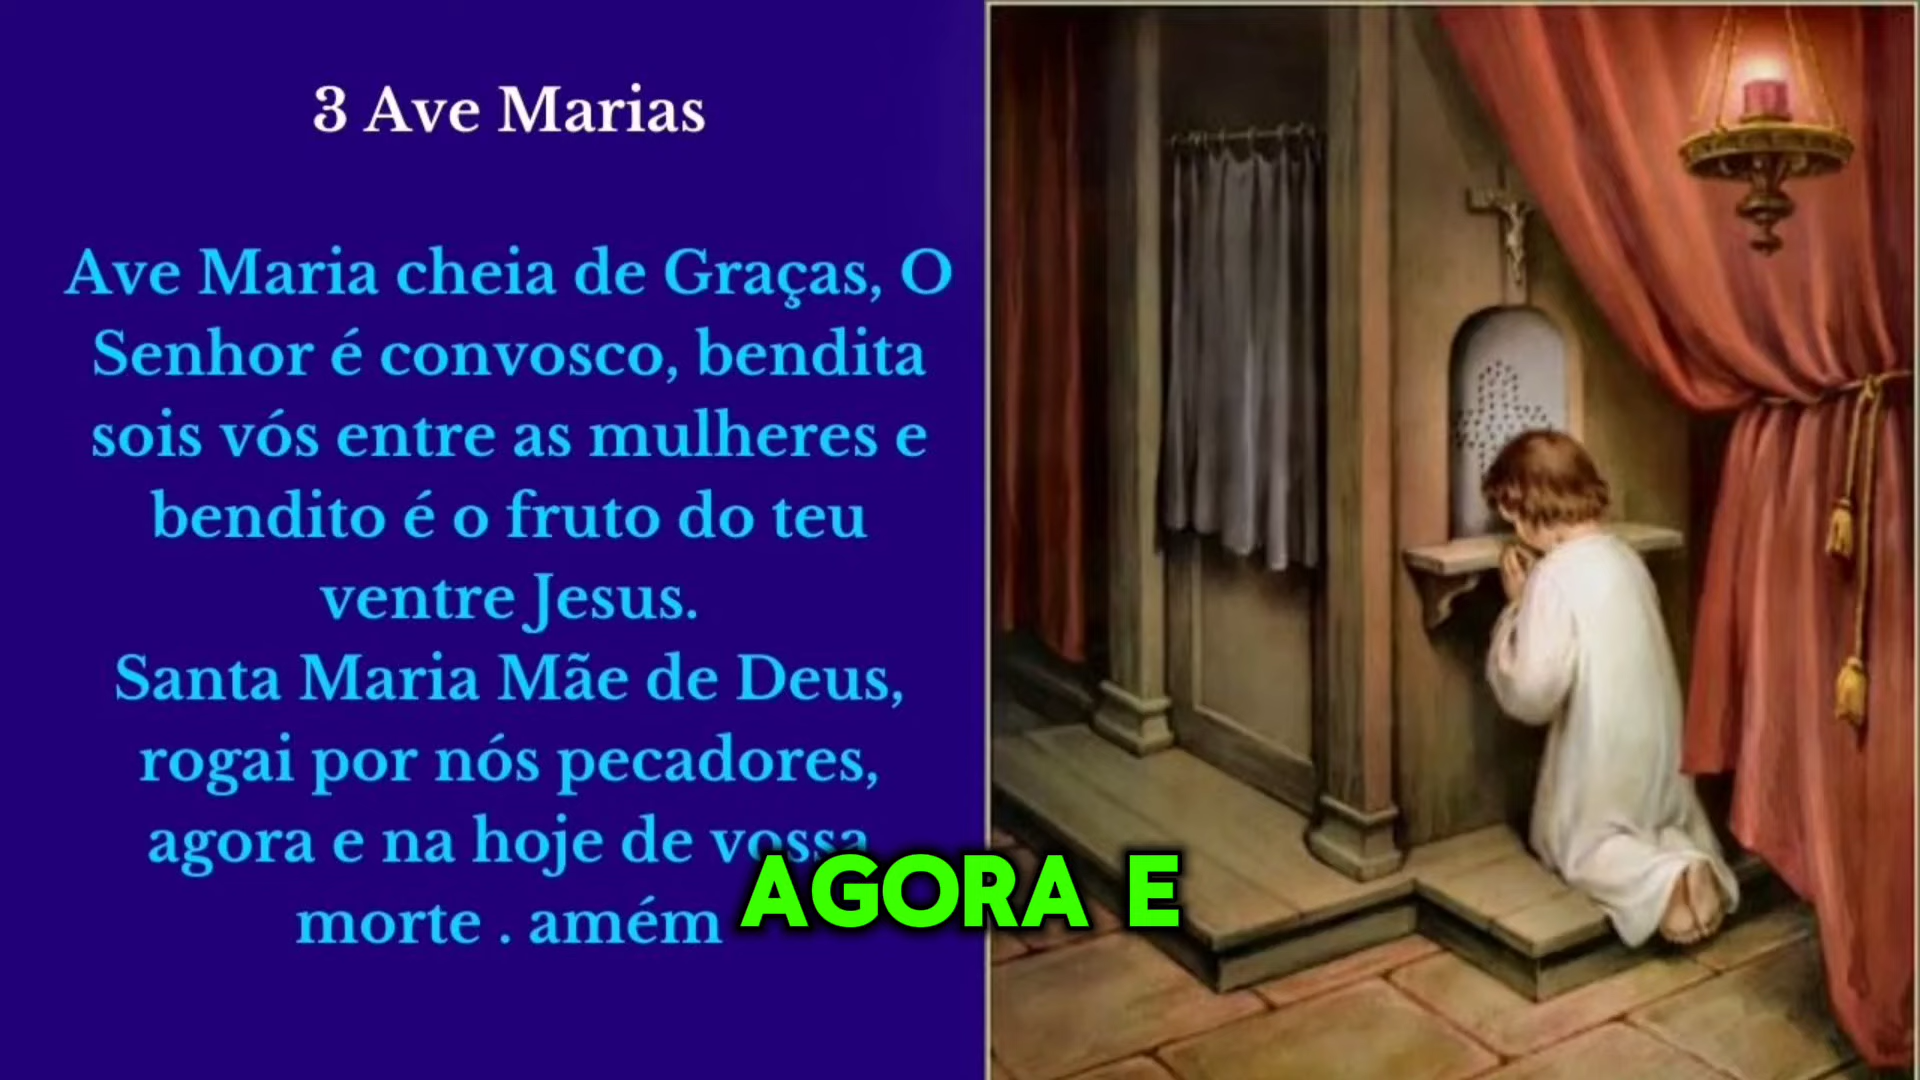 3 Ave Marias
Ave Maria cheia de Graças, O
Senhor é convosco, bendita
sois vós entre as mulheres e
bendito é o fruto do teu
ventre Jesus.
Santa Maria Mãe de Deus,
rogai por nós pecadores,
agora e na hoje de vossa
morte . amém
AGORA E